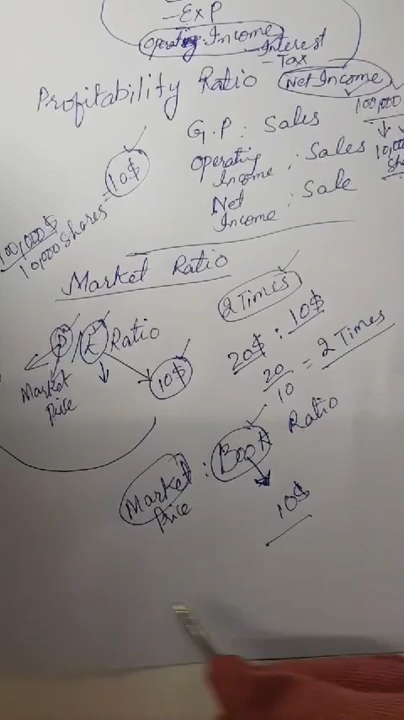 - Exp
Operating Income
- Interest
- Tax
Net Income
Profitability Ratio
100,000
G.P : Sales
Operating Income : Sales
Net Income : Sale
10,000
100,000$
10,000 Shares
= 10$
Market Ratio
2 Times
P/E Ratio
Market Price
10$
20$ : 10$
20
10
= 2 Times
Market Price : Book Ratio
10$